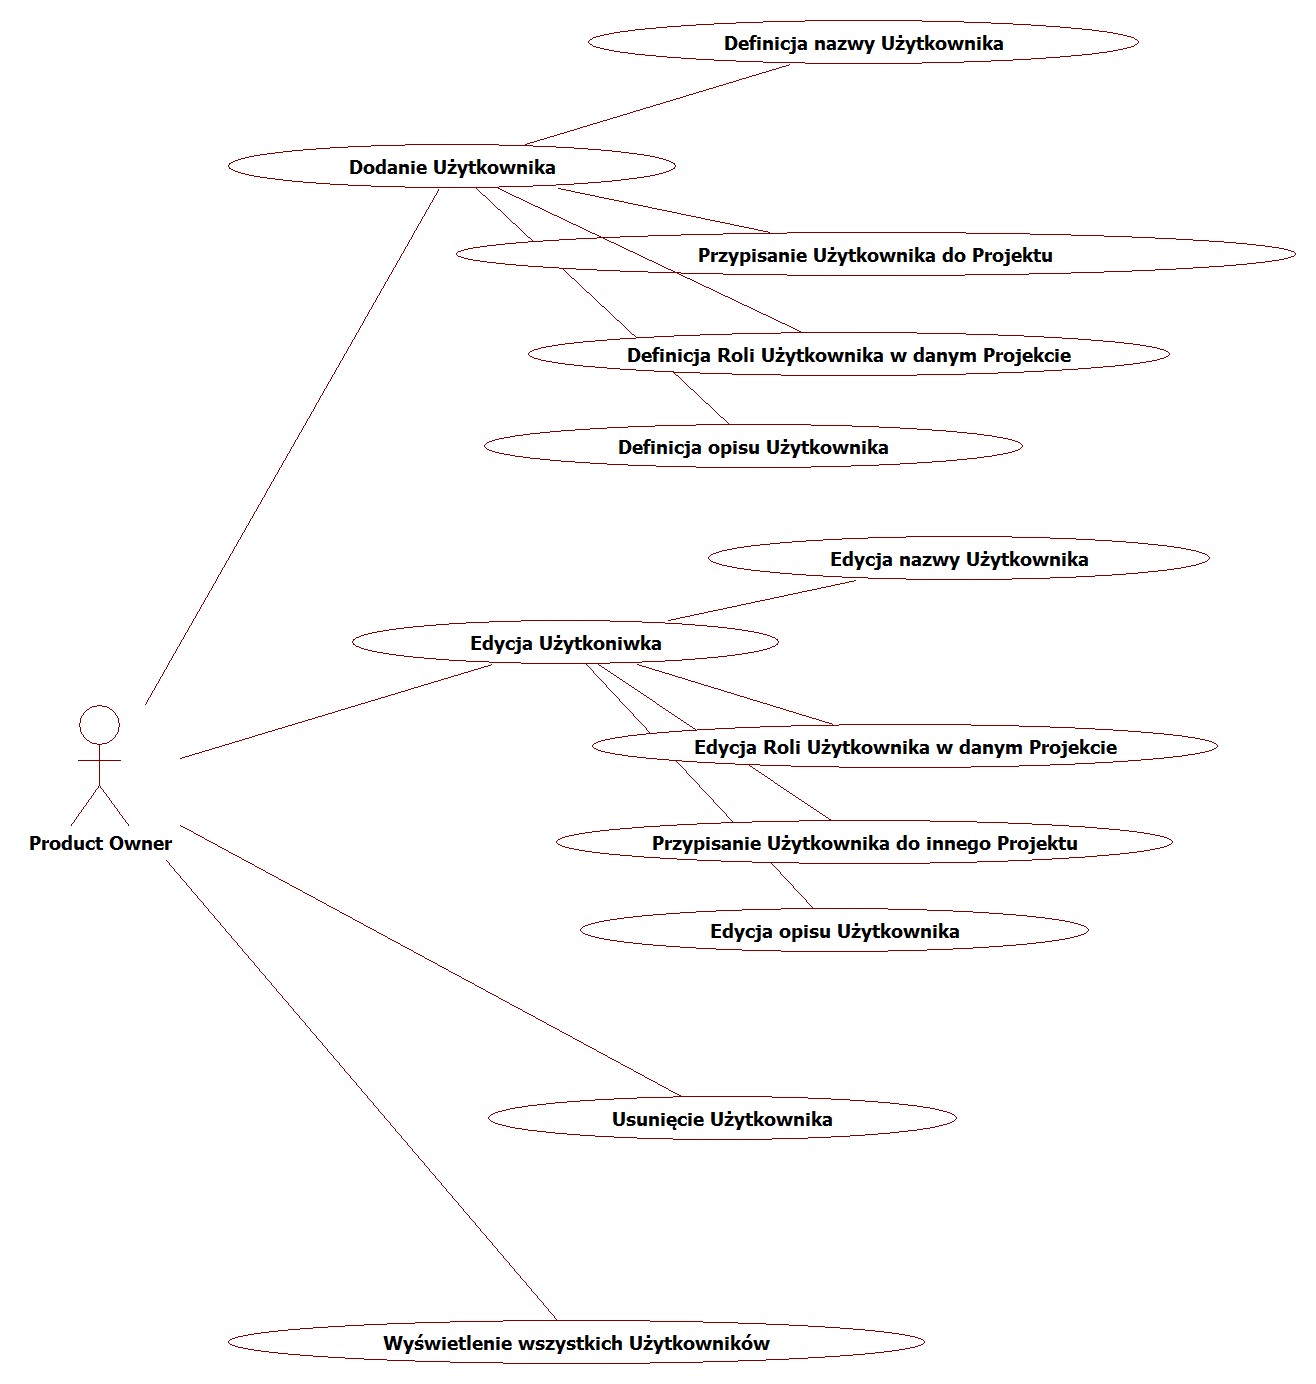 Definicja nazwy Użytkownika
Dodanie Użytkownika
Przypisanie Użytkownika do Projektu
Definicja Roli Użytkownika w danym Projekcie
Definicja opisu Użytkownika
Edycja nazwy Użytkownika
Edycja Użytkoniwka
Edycja Roli Użytkownika w danym Projekcie
Product Owner
Przypisanie Użytkownika do innego Projektu
Edycja opisu Użytkownika
Usunięcie Użytkownika
Wyświetlenie wszystkich Użytkowników